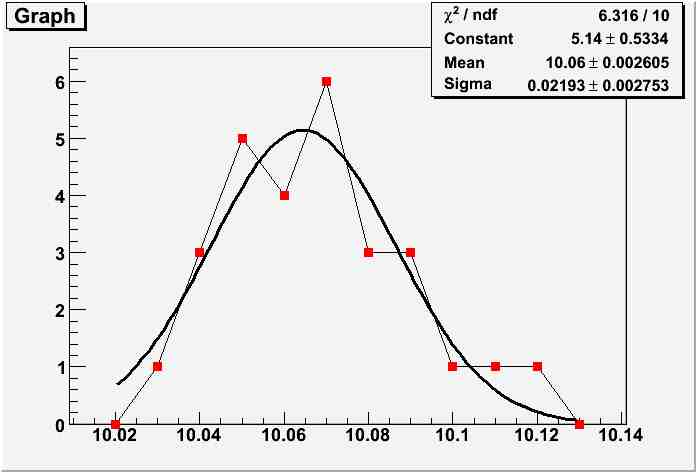 Graph
χ² / ndf 6.316 / 10
Constant 5.14 ± 0.5334
Mean 10.06 ± 0.002605
Sigma 0.02193 ± 0.002753
6
5
4
3
2
1
0
10.02 10.04 10.06 10.08 10.1 10.12 10.14